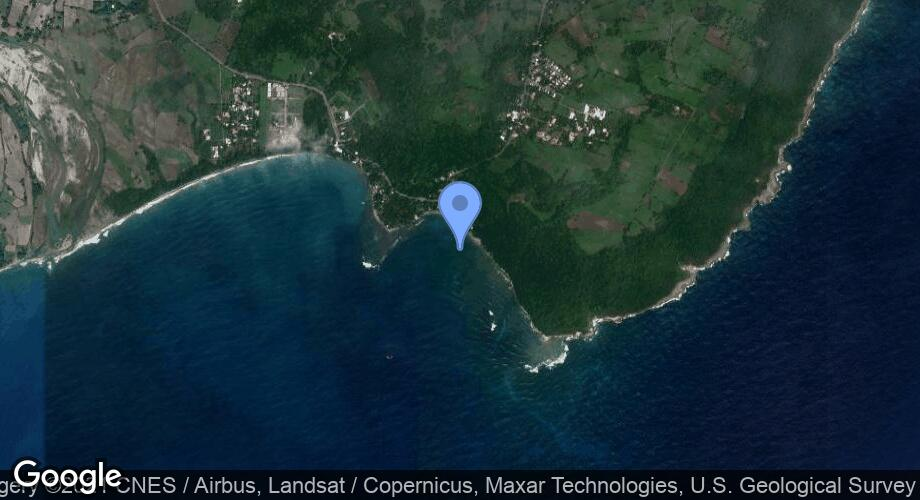 Google
CNES / Airbus, Landsat / Copernicus, Maxar Technologies, U.S. Geological Survey